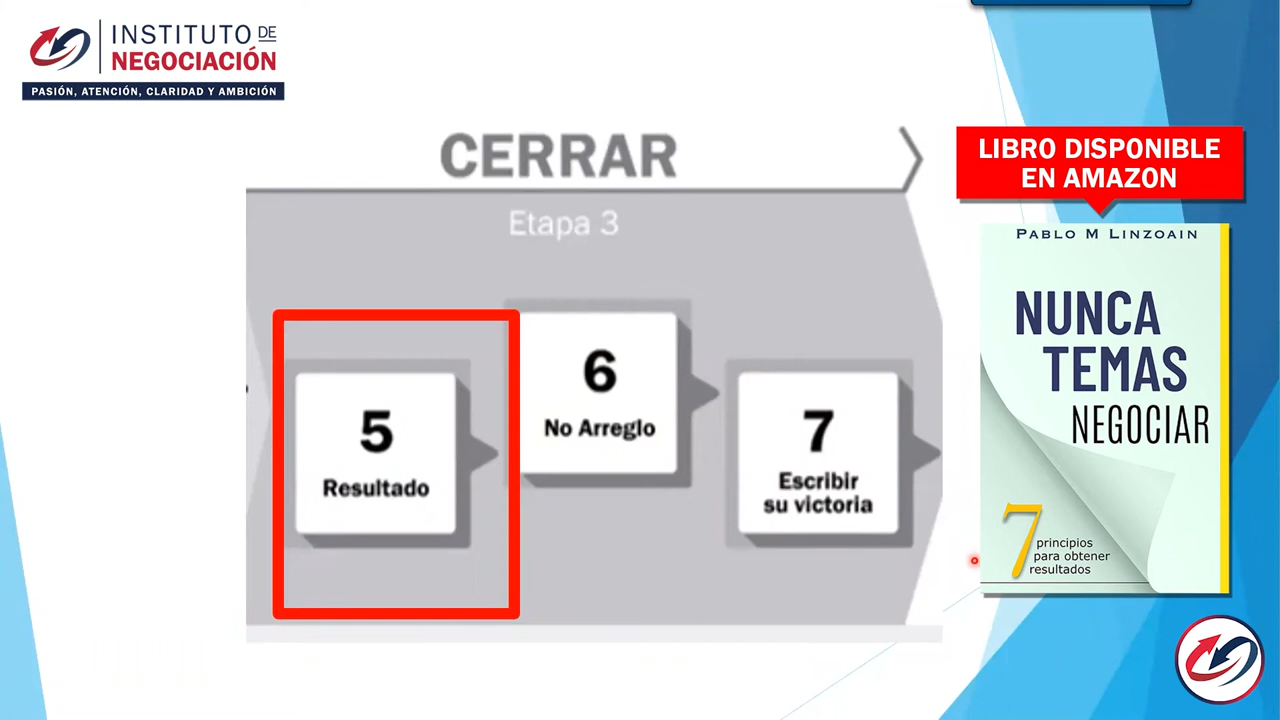 INSTITUTO DE
NEGOCIACIÓN
PASIÓN, ATENCIÓN, CLARIDAD Y AMBICIÓN
CERRAR
Etapa 3
5
Resultado
6
No Arreglo
7
Escribir
su victoria
LIBRO DISPONIBLE
EN AMAZON
PABLO M LINZOAIN
NUNCA
TEMAS
NEGOCIAR
7 principios
para obtener
resultados